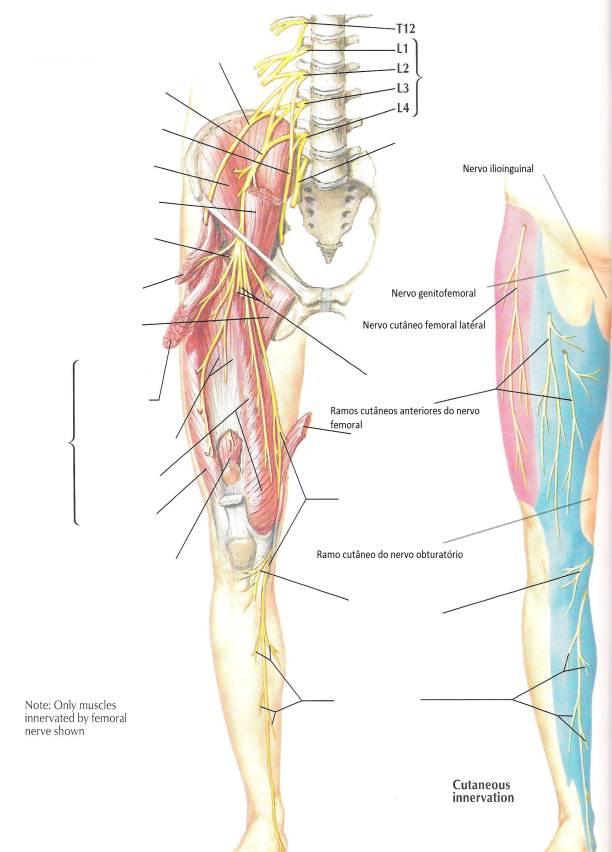 T12
L1
L2
L3
L4
Nervo ilioinguinal
Nervo genitofemoral
Nervo cutâneo femoral lateral
Ramos cutâneos anteriores do nervo
femoral
Ramo cutâneo do nervo obturatório
Note: Only muscles
innervated by femoral
nerve shown
Cutaneous
innervation